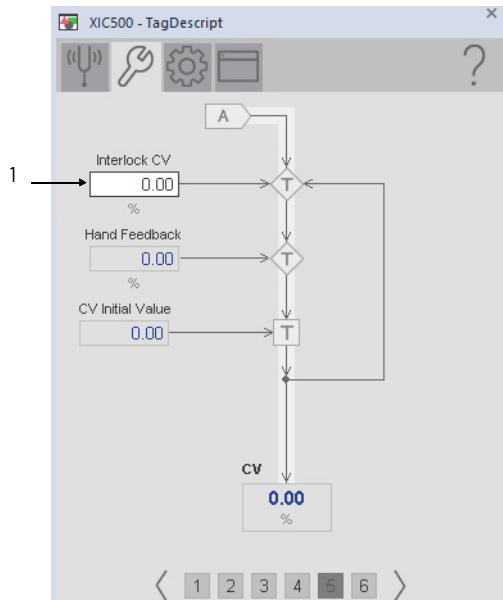 XIC500 - TagDescript
×
?
A
Interlock CV
1
0.00
T
%
Hand Feedback
0.00
T
%
CV Initial Value
0.00
T
CV
0.00
%
1 2 3 4 5 6